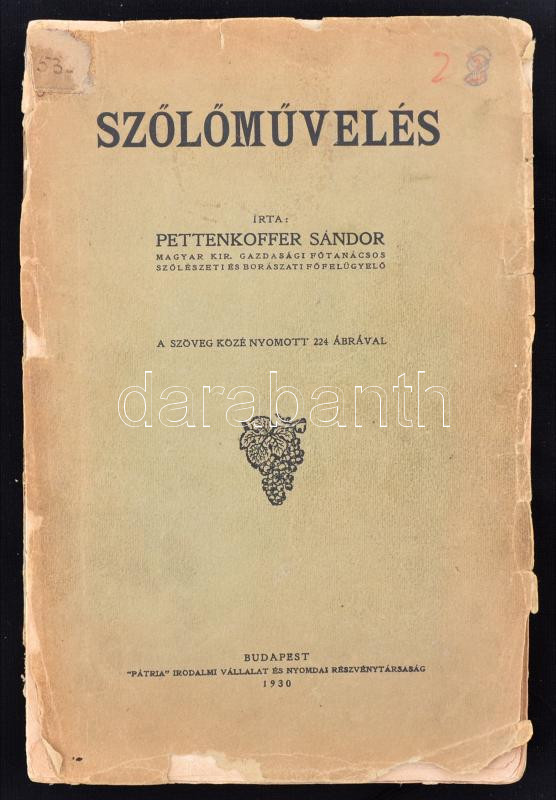 53-
2
SZŐLŐMŰVELÉS
IRTA:
PETTENKOFFER SÁNDOR
MAGYAR KIR. GAZDASÁGI FŐTANÁCSOS
SZŐLÉSZETI ÉS BORÁSZATI FŐFELÜGYELŐ
A SZÖVEG KÖZÉ NYOMOTT 224 ÁBRÁVAL
darabanth
BUDAPEST
"PÁTRIA" IRODALMI VÁLLALAT ÉS NYOMDAI RÉSZVÉNYTÁRSASÁG
1930